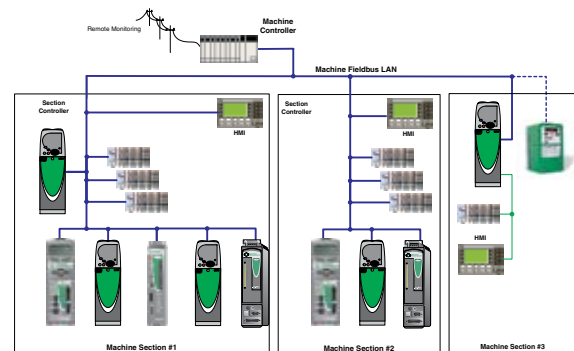 Machine
Controller
Remote Monitoring
Machine Fieldbus LAN
Section
Controller
HMI
Section
Controller
HMI
HMI
Machine Section #1
Machine Section #2
Machine Section #3